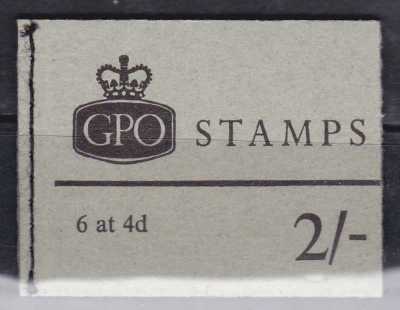 GPO STAMPS
6 at 4d 2/-